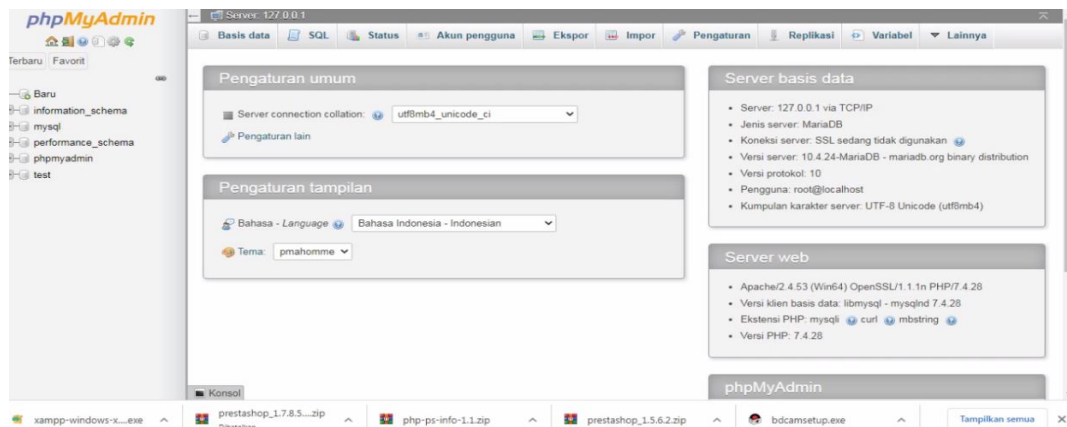 phpMyAdmin
Terbaru Favorit
Baru
information_schema
mysql
performance_schema
phpmyadmin
test
Server: 127.0.0.1
Basis data SQL Status Akun pengguna Ekspor Impor Pengaturan Replikasi Variabel Lainnya
Pengaturan umum
Server connection collation: utf8mb4_unicode_ci
Pengaturan lain
Pengaturan tampilan
Bahasa - Language Bahasa Indonesia - Indonesian
Tema: pmahomme
Server basis data
• Server: 127.0.0.1 via TCP/IP
• Jenis server: MariaDB
• Koneksi server: SSL sedang tidak digunakan
• Versi server: 10.4.24-MariaDB - mariadb.org binary distribution
• Versi protokol: 10
• Pengguna: root@localhost
• Kumpulan karakter server: UTF-8 Unicode (utf8mb4)
Server web
• Apache/2.4.53 (Win64) OpenSSL/1.1.1n PHP/7.4.28
• Versi klien basis data: libmysql - mysqlnd 7.4.28
• Ekstensi PHP: mysqli curl mbstring
• Versi PHP: 7.4.28
phpMyAdmin
Konsol
xampp-windows-x....exe
prestashop_1.7.8.5....zip
php-ps-info-1.1.zip
prestashop_1.5.6.2.zip
bdcamsetup.exe
Tampilkan semua